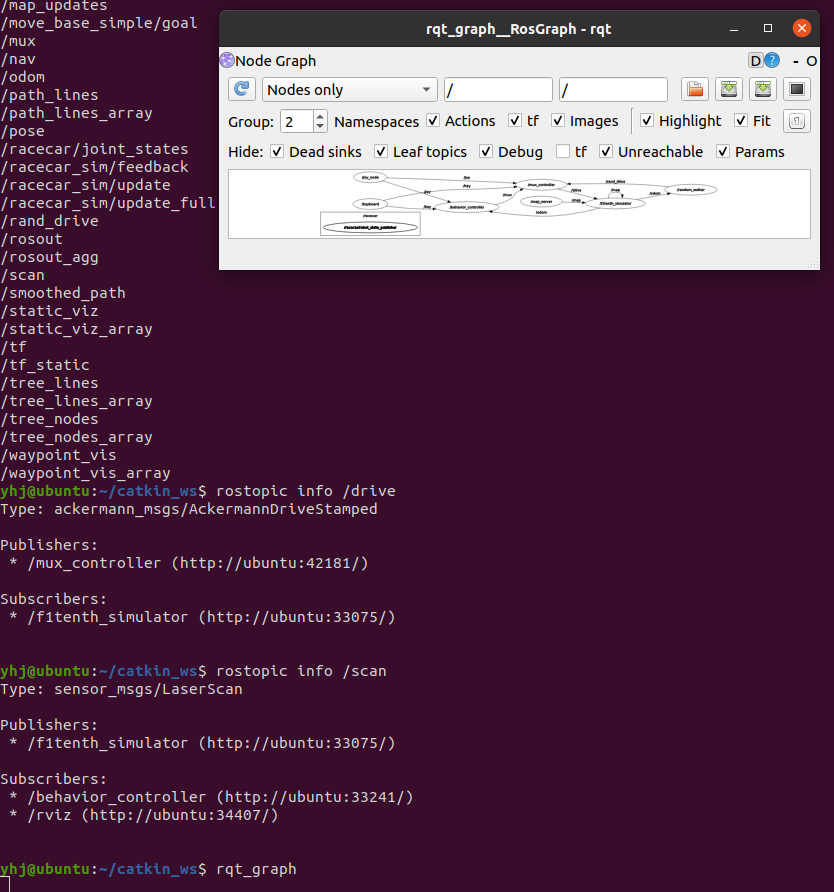 /map_updates
/move_base_simple/goal
/mux
/nav
/odom
/path_lines
/path_lines_array
/pose
/racecar/joint_states
/racecar_sim/feedback
/racecar_sim/update
/racecar_sim/update_full
/rand_drive
/rosout
/rosout_agg
/scan
/smoothed_path
/static_viz
/static_viz_array
/tf
/tf_static
/tree_lines
/tree_lines_array
/tree_nodes
/tree_nodes_array
/waypoint_vis
/waypoint_vis_array
yhj@ubuntu:~/catkin_ws$ rostopic info /drive
Type: ackermann_msgs/AckermannDriveStamped
Publishers:
* /mux_controller (http://ubuntu:42181/)
Subscribers:
* /f1tenth_simulator (http://ubuntu:33075/)
yhj@ubuntu:~/catkin_ws$ rostopic info /scan
Type: sensor_msgs/LaserScan
Publishers:
* /f1tenth_simulator (http://ubuntu:33075/)
Subscribers:
* /behavior_controller (http://ubuntu:33241/)
* /rviz (http://ubuntu:34407/)
yhj@ubuntu:~/catkin_ws$ rqt_graph
rqt_graph__RosGraph - rqt
Node Graph
D ? - O
Nodes only / /
Group: 2 Namespaces Actions tf Images Highlight Fit
Hide: Dead sinks Leaf topics Debug tf Unreachable Params
/joy_node
/joy
/rand_drive
/key
/mux_controller
/map
/random_walker
/joy
/mux
/drive
/odom
/keyboard
/key
/behavior_controller
/map_server
/map
/f1tenth_simulator
/odom
/racecar
/racecar/robot_state_publisher